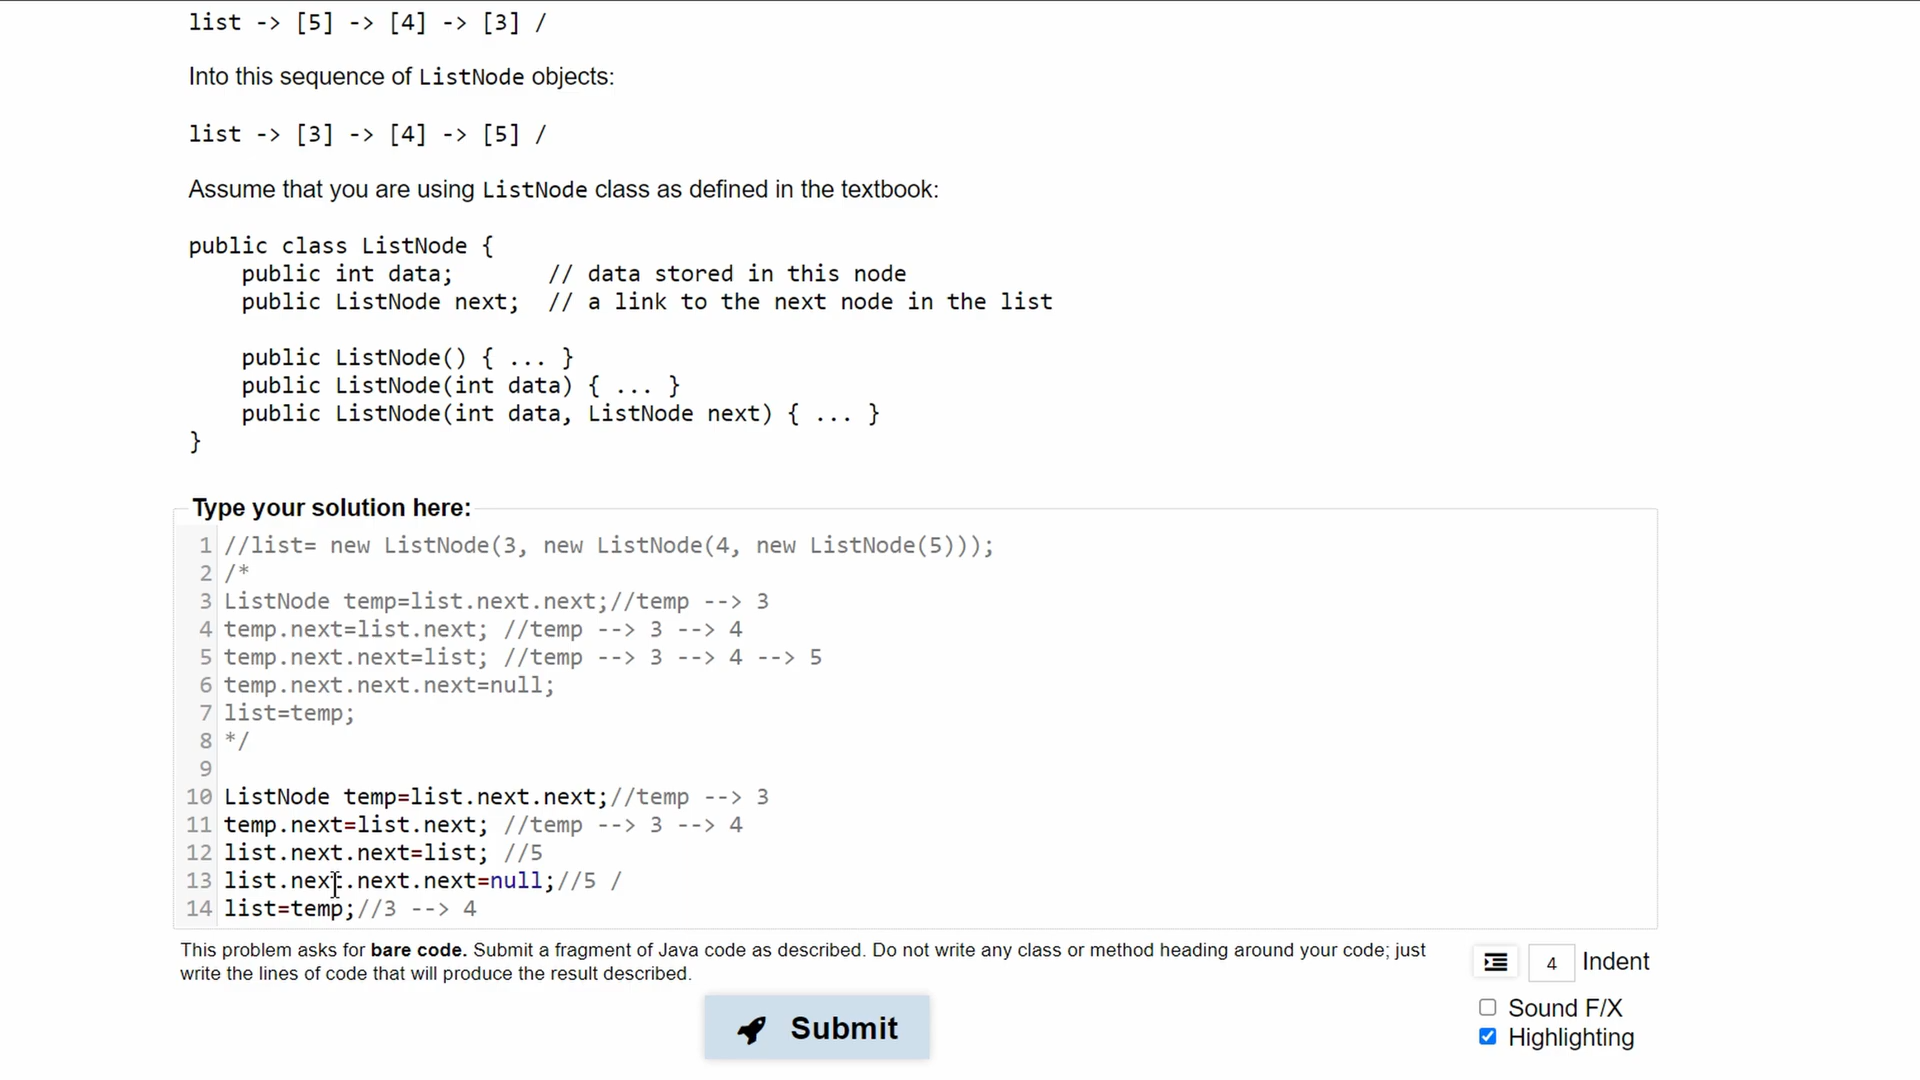 list -> [5] -> [4] -> [3] /
Into this sequence of ListNode objects:
list -> [3] -> [4] -> [5] /
Assume that you are using ListNode class as defined in the textbook:
public class ListNode {
    public int data;       // data stored in this node
    public ListNode next;  // a link to the next node in the list
    public ListNode() { ... }
    public ListNode(int data) { ... }
    public ListNode(int data, ListNode next) { ... }
}
Type your solution here:
1 //list= new ListNode(3, new ListNode(4, new ListNode(5)));
2 /*
3 ListNode temp=list.next.next;//temp --> 3
4 temp.next=list.next; //temp --> 3 --> 4
5 temp.next.next=list; //temp --> 3 --> 4 --> 5
6 temp.next.next.next=null;
7 list=temp;
8 */
9
10 ListNode temp=list.next.next;//temp --> 3
11 temp.next=list.next; //temp --> 3 --> 4
12 list.next.next=list; //5
13 list.next.next.next=null;//5 /
14 list=temp;//3 --> 4
This problem asks for bare code. Submit a fragment of Java code as described. Do not write any class or method heading around your code; just
write the lines of code that will produce the result described.
4 Indent
Sound F/X
Submit
Highlighting